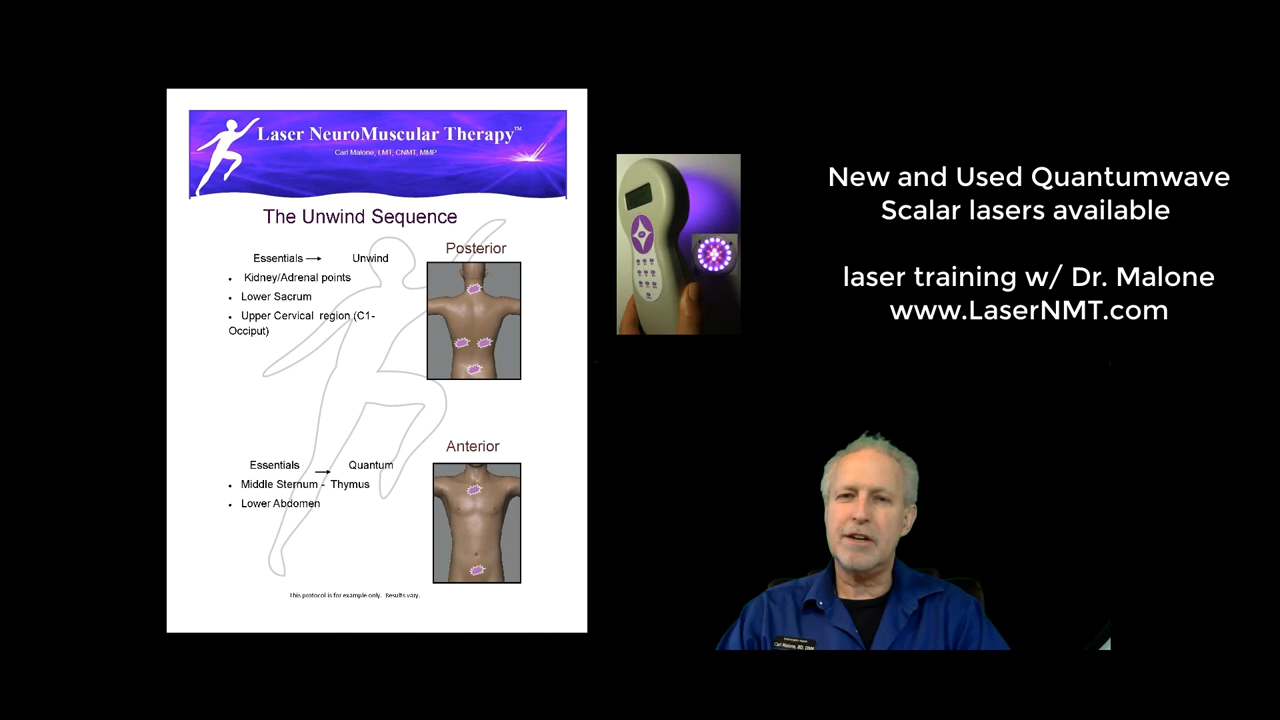 Laser NeuroMuscular Therapy™
Carl Malone, LMT, CNMT, MMP
The Unwind Sequence
Essentials → Unwind
• Kidney/Adrenal points
• Lower Sacrum
• Upper Cervical region (C1-
Occiput)
Posterior
Anterior
Essentials → Quantum
• Middle Sternum - Thymus
• Lower Abdomen
This protocol is for example only. Results vary.
New and Used Quantumwave
Scalar lasers available
laser training w/ Dr. Malone
www.LaserNMT.com
Carl Malone,